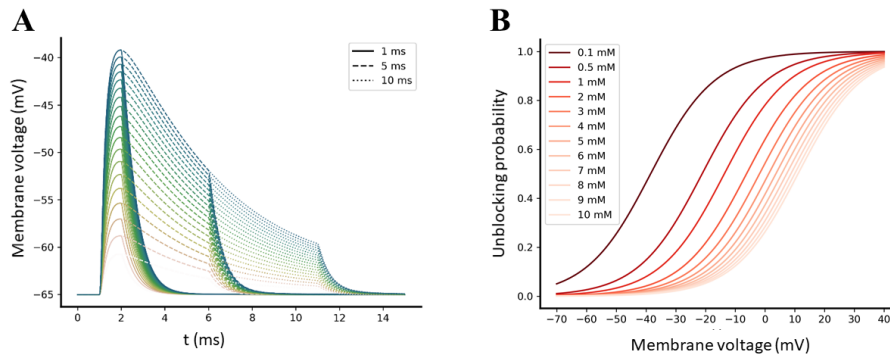 A
Membrane voltage (mV)
−40
−45
−50
−55
−60
−65
0
2
4
6
8
10
12
14
t (ms)
1 ms
5 ms
10 ms
B
Unblocking probability
1.0
0.8
0.6
0.4
0.2
0.0
−70
−60
−50
−40
−30
−20
−10
0
10
20
30
40
Membrane voltage (mV)
0.1 mM
0.5 mM
1 mM
2 mM
3 mM
4 mM
5 mM
6 mM
7 mM
8 mM
9 mM
10 mM